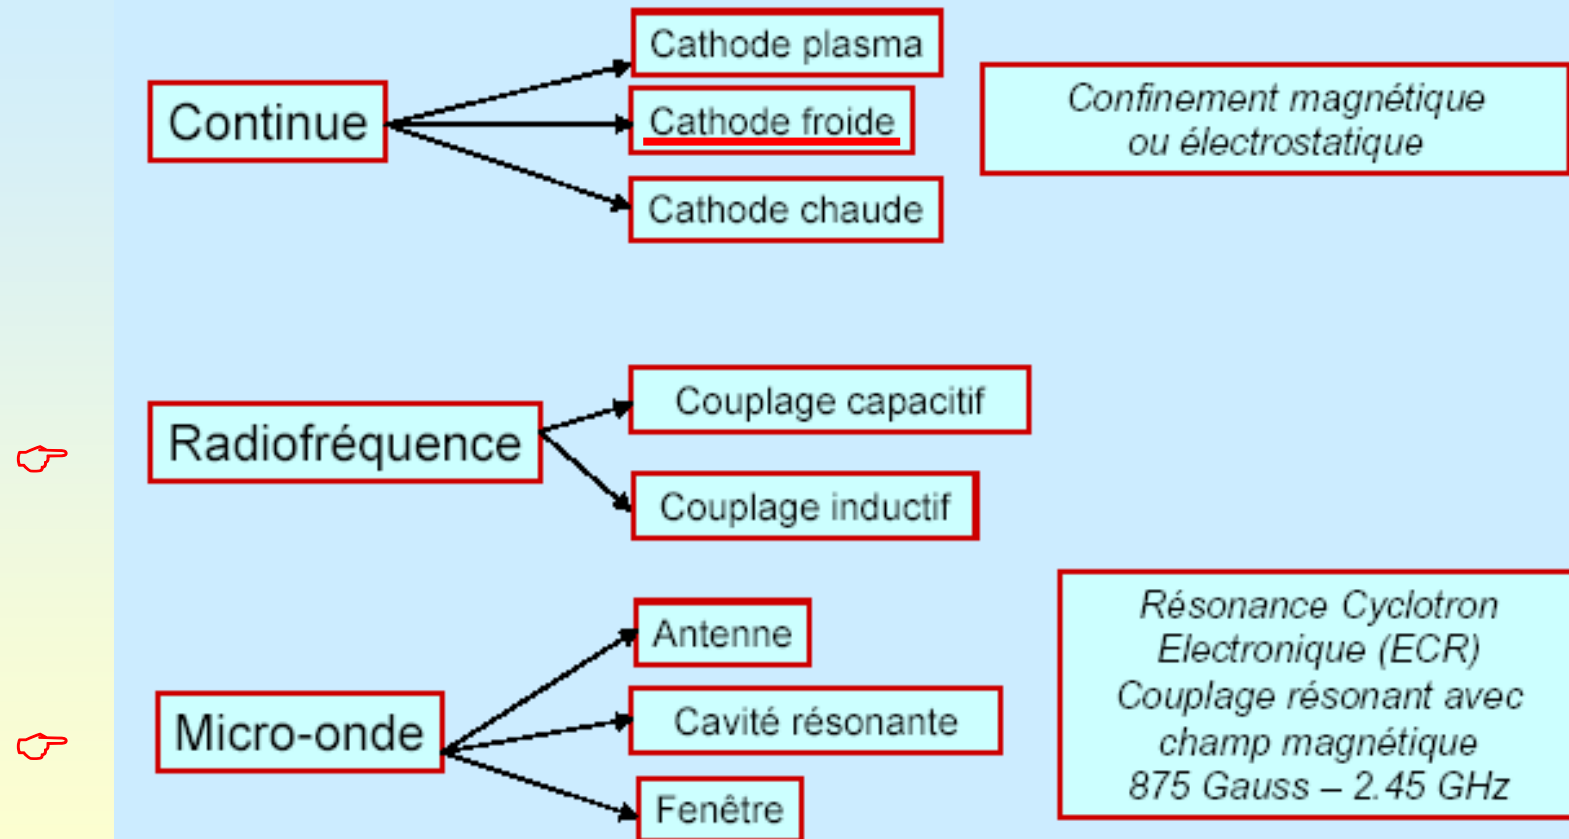 Continue
Cathode plasma
Cathode froide
Cathode chaude
Confinement magnétique
ou électrostatique
Radiofréquence
Couplage capacitif
Couplage inductif
Micro-onde
Antenne
Cavité résonante
Fenêtre
Résonance Cyclotron
Electronique (ECR)
Couplage résonant avec
champ magnétique
875 Gauss – 2.45 GHz